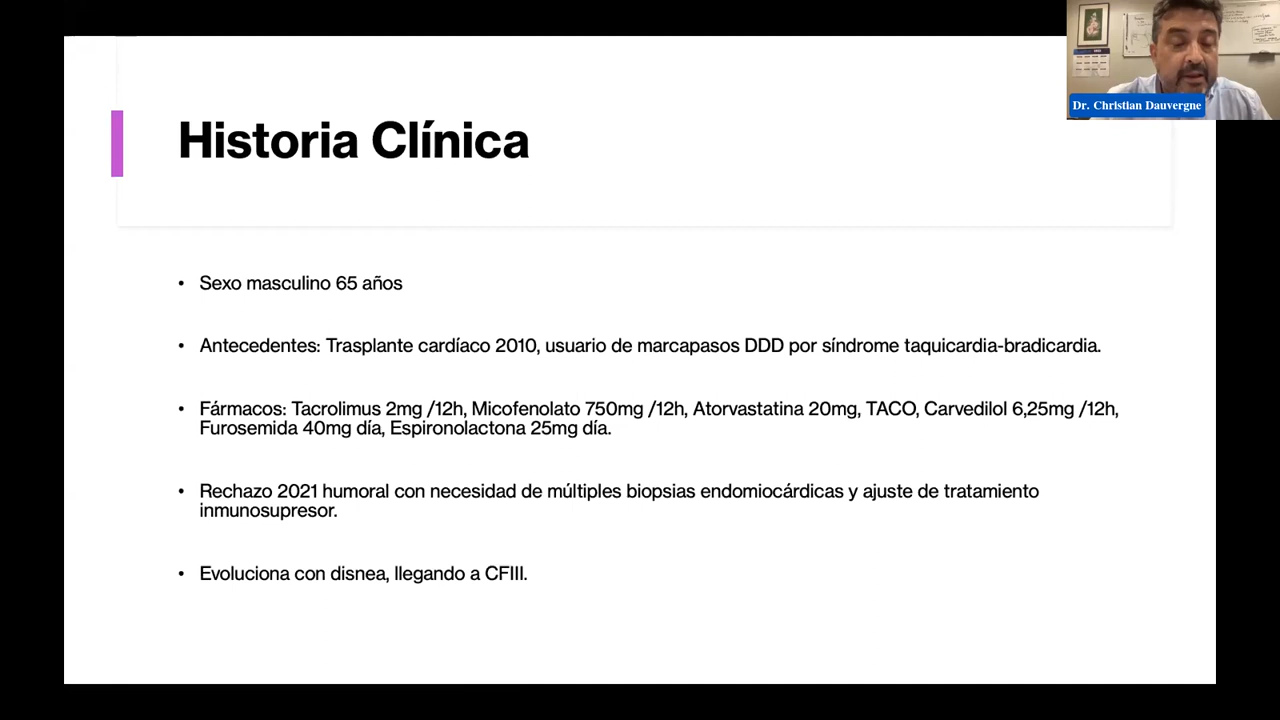 Dr. Christian Dauvergne
Historia Clínica
• Sexo masculino 65 años
• Antecedentes: Trasplante cardíaco 2010, usuario de marcapasos DDD por síndrome taquicardia-bradicardia.
• Fármacos: Tacrolimus 2mg /12h, Micofenolato 750mg /12h, Atorvastatina 20mg, TACO, Carvedilol 6,25mg /12h,
Furosemida 40mg día, Espironolactona 25mg día.
• Rechazo 2021 humoral con necesidad de múltiples biopsias endomiocárdicas y ajuste de tratamiento
inmunosupresor.
• Evoluciona con disnea, llegando a CFIII.